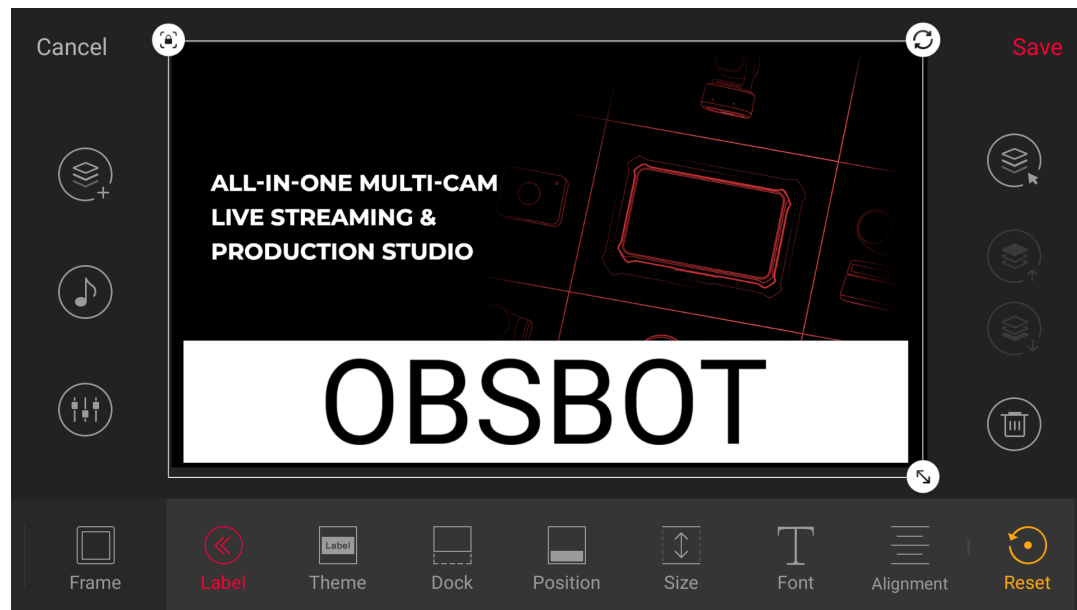 Cancel
Save
ALL-IN-ONE MULTI-CAM
LIVE STREAMING &
PRODUCTION STUDIO
OBSBOT
Label
Frame
Label
Theme
Dock
Position
Size
T
Font
Alignment
Reset